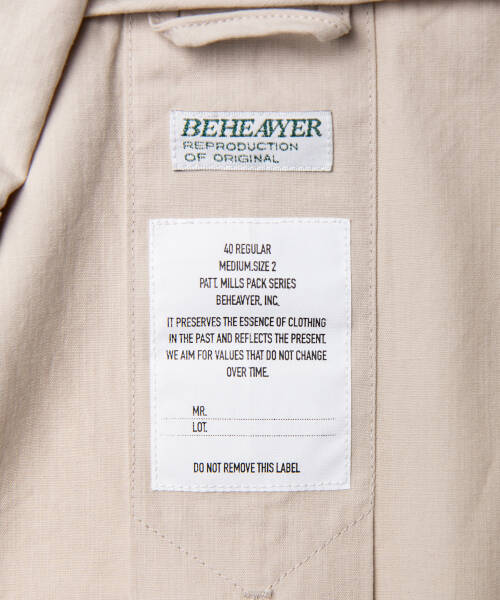 BEHEAVYER
REPRODUCTION
OF ORIGINAL
40 REGULAR
MEDIUM.SIZE 2
PATT. MILLS PACK SERIES
BEHEAVYER, INC.
IT PRESERVES THE ESSENCE OF CLOTHING
IN THE PAST AND REFLECTS THE PRESENT.
WE AIM FOR VALUES THAT DO NOT CHANGE
OVER TIME.
MR.
LOT.
DO NOT REMOVE THIS LABEL